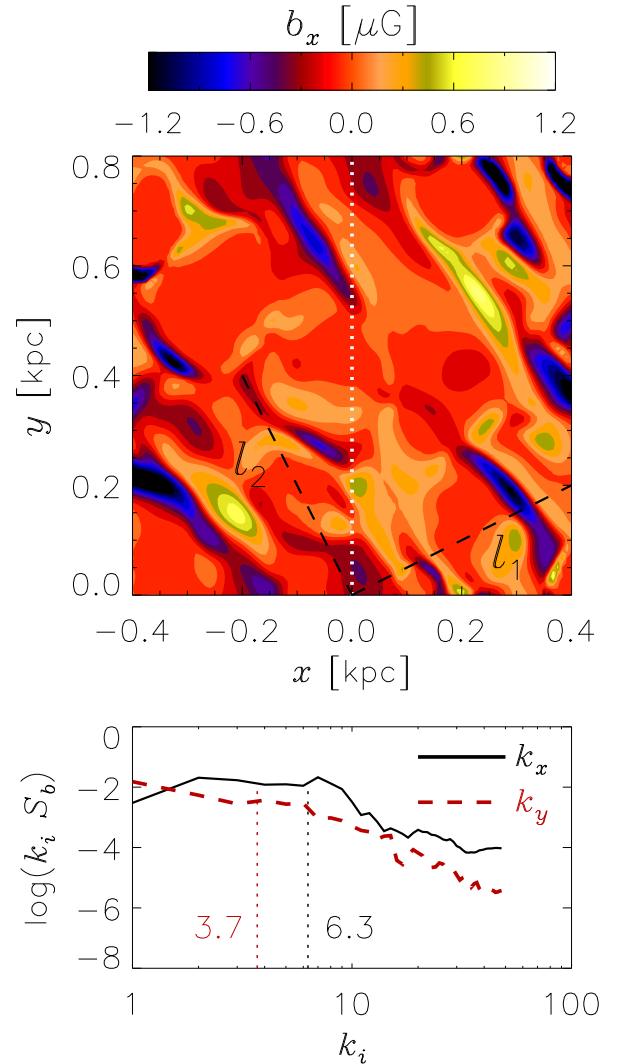 b_x [μG]
−1.2 −0.6 0.0 0.6 1.2
0.8
0.6
0.4
0.2
0.0
y [kpc]
l_2
l_1
−0.4 −0.2 0.0 0.2 0.4
x [kpc]
0
−2
−4
−6
−8
log(k_i S_b)
k_x
k_y
3.7 6.3
1 10 100
k_i